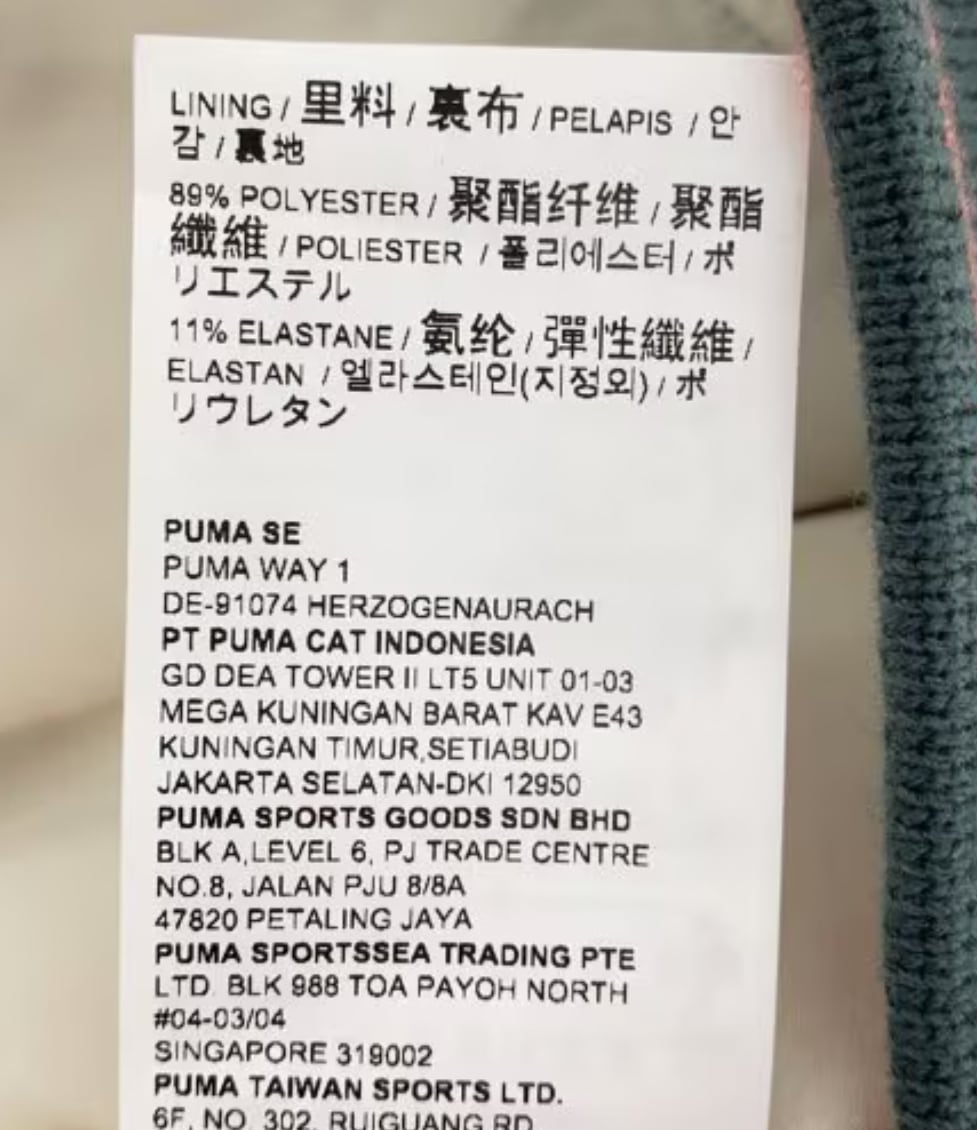 LINING / 里料 / 裏布 / PELAPIS / 안
감 / 裏地
89% POLYESTER / 聚酯纤维 / 聚酯
纖維 / POLIESTER / 폴리에스터 / ポ
リエステル
11% ELASTANE / 氨纶 / 彈性纖維 /
ELASTAN / 엘라스테인(지정외) / ポ
リウレタン
PUMA SE
PUMA WAY 1
DE-91074 HERZOGENAURACH
PT PUMA CAT INDONESIA
GD DEA TOWER II LT5 UNIT 01-03
MEGA KUNINGAN BARAT KAV E43
KUNINGAN TIMUR,SETIABUDI
JAKARTA SELATAN-DKI 12950
PUMA SPORTS GOODS SDN BHD
BLK A,LEVEL 6, PJ TRADE CENTRE
NO.8, JALAN PJU 8/8A
47820 PETALING JAYA
PUMA SPORTSSEA TRADING PTE
LTD. BLK 988 TOA PAYOH NORTH
#04-03/04
SINGAPORE 319002
PUMA TAIWAN SPORTS LTD.
6F, NO. 302, RUIGUANG RD